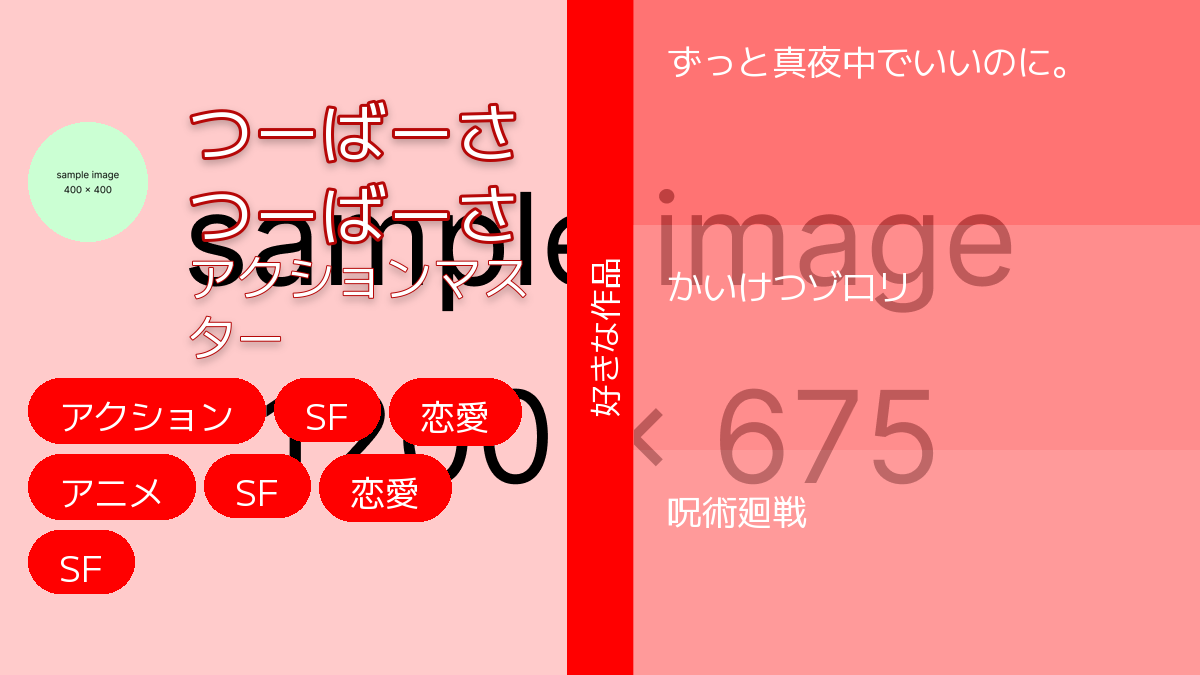 sample image
400 × 400
つーばーさ
つーばーさ
アクションマス
ター
アクション
SF
恋愛
アニメ
SF
恋愛
SF
好きな作品
ずっと真夜中でいいのに。
かいけつゾロリ
呪術廻戦
sample image
1200 × 675